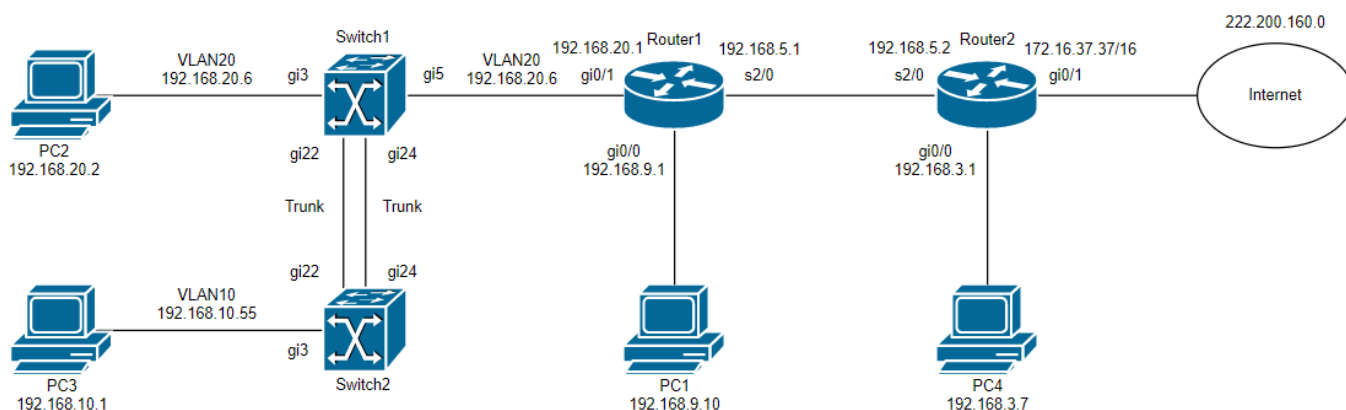 222.200.160.0
Switch1
VLAN20
192.168.20.6
gi3
gi5
VLAN20
192.168.20.6
192.168.20.1
gi0/1
Router1
192.168.5.1
s2/0
192.168.5.2
s2/0
Router2
172.16.37.37/16
gi0/1
Internet
PC2
192.168.20.2
gi22
gi24
gi0/0
192.168.9.1
gi0/0
192.168.3.1
Trunk
Trunk
gi22
gi24
VLAN10
192.168.10.55
gi3
PC3
192.168.10.1
Switch2
PC1
192.168.9.10
PC4
192.168.3.7